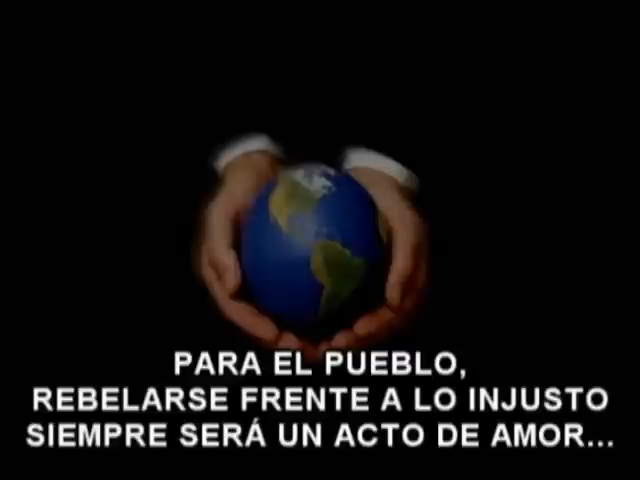 PARA EL PUEBLO,
REBELARSE FRENTE A LO INJUSTO
SIEMPRE SERÁ UN ACTO DE AMOR...